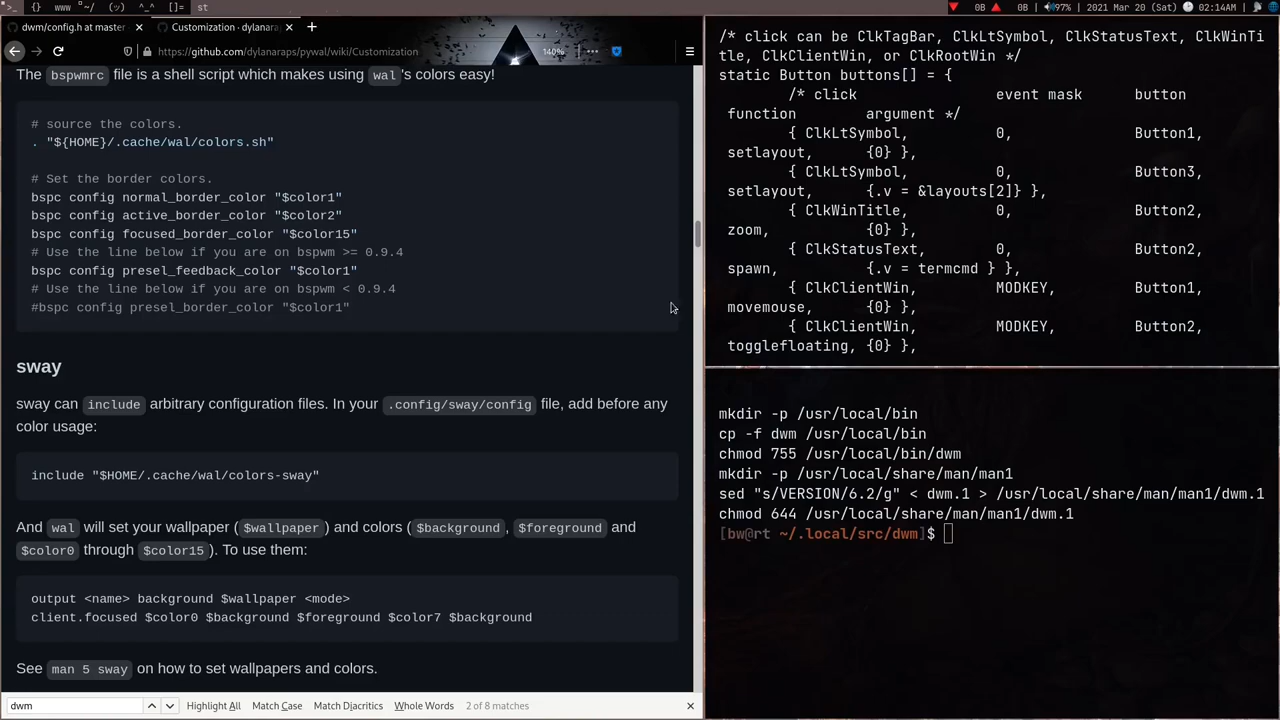 >_ {} www ~/ (ッ) ^_^ []= st 0B 0B 97% 2021 Mar 20 (Sat) 02:14AM
dwm/config.h at master Customization · dylanaraps/
https://github.com/dylanaraps/pywal/wiki/Customization 140%
The bspwmrc file is a shell script which makes using wal's colors easy!
# source the colors.
. "${HOME}/.cache/wal/colors.sh"
# Set the border colors.
bspc config normal_border_color "$color1"
bspc config active_border_color "$color2"
bspc config focused_border_color "$color15"
# Use the line below if you are on bspwm >= 0.9.4
bspc config presel_feedback_color "$color1"
# Use the line below if you are on bspwm < 0.9.4
#bspc config presel_border_color "$color1"
sway
sway can include arbitrary configuration files. In your .config/sway/config file, add before any
color usage:
include "$HOME/.cache/wal/colors-sway"
And wal will set your wallpaper ($wallpaper) and colors ($background, $foreground and
$color0 through $color15). To use them:
output <name> background $wallpaper <mode>
client.focused $color0 $background $foreground $color7 $background
See man 5 sway on how to set wallpapers and colors.
dwm Highlight All Match Case Match Diacritics Whole Words 2 of 8 matches
/* click can be ClkTagBar, ClkLtSymbol, ClkStatusText, ClkWinTi
tle, ClkClientWin, or ClkRootWin */
static Button buttons[] = {
/* click event mask button
function argument */
{ ClkLtSymbol, 0, Button1,
setlayout, {0} },
{ ClkLtSymbol, 0, Button3,
setlayout, {.v = &layouts[2]} },
{ ClkWinTitle, 0, Button2,
zoom, {0} },
{ ClkStatusText, 0, Button2,
spawn, {.v = termcmd } },
{ ClkClientWin, MODKEY, Button1,
movemouse, {0} },
{ ClkClientWin, MODKEY, Button2,
togglefloating, {0} },
mkdir -p /usr/local/bin
cp -f dwm /usr/local/bin
chmod 755 /usr/local/bin/dwm
mkdir -p /usr/local/share/man/man1
sed "s/VERSION/6.2/g" < dwm.1 > /usr/local/share/man/man1/dwm.1
chmod 644 /usr/local/share/man/man1/dwm.1
[bw@rt ~/.local/src/dwm]$